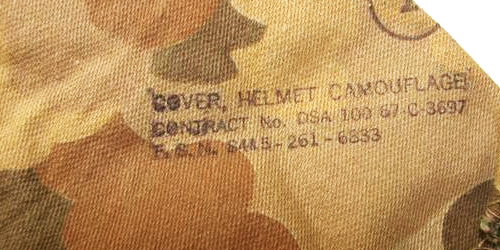 COVER, HELMET CAMOUFLAGE
CONTRACT No. DSA 100 67-C-3697
F.S.N. 8415-261-6833